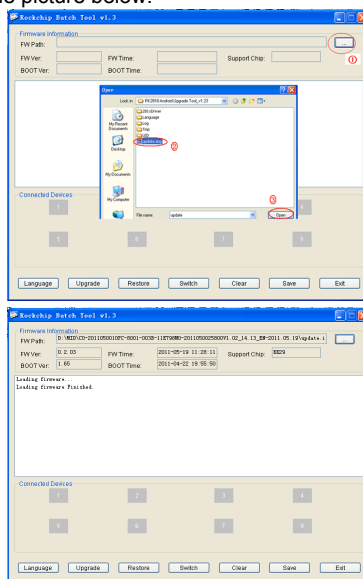 e picture below.
Rockchip Batch Tool v1.3
Firmware Information
FW Path:
...
①
FW Ver:
FW Time:
Support Chip:
BOOT Ver:
BOOT Time:
Open
Look in:
RK2818 Android Upgrade Tool_v1.23
My Recent Documents
Desktop
My Documents
My Computer
Language
Log
Tmp
update.img
②
③
File name:
update
Open
Connected Devices
1
4
5
6
7
8
Language
Upgrade
Restore
Switch
Clear
Save
Exit
Rockchip Batch Tool v1.3
Firmware Information
FW Path:
...
FW Ver:
0.2.03
FW Time:
2011-05-19 11:28:11
Support Chip:
RK29
BOOT Ver:
1.65
BOOT Time:
2011-04-22 19:55:50
Loading firmware...
Loading firmware Finished.
Connected Devices
1
2
3
4
5
6
7
8
Language
Upgrade
Restore
Switch
Clear
Save
Exit